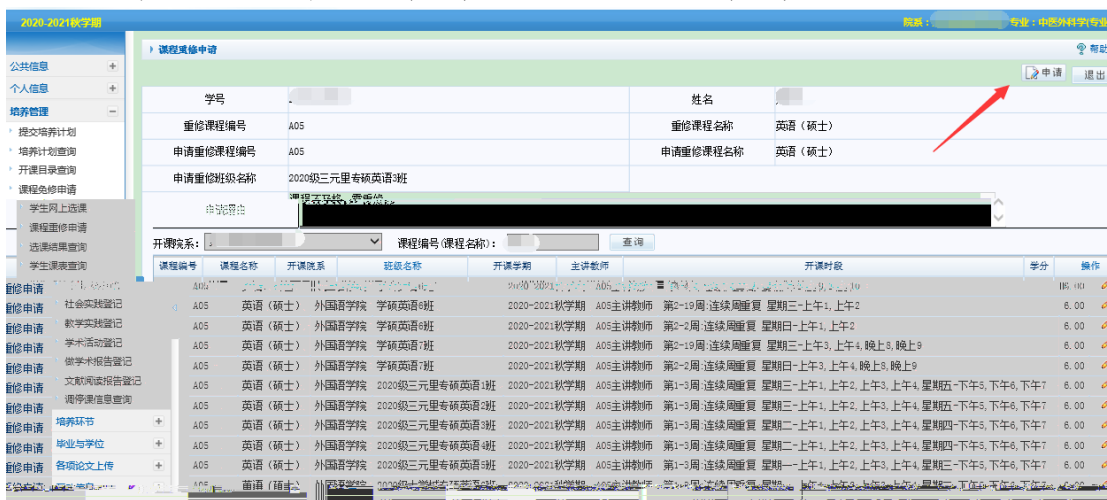 2020-2021秋学期 院系： 专业：中医外科学(专业
课程重修申请 帮助
申请 退出
公共信息
个人信息
培养管理
提交培养计划
培养计划查询
开课目录查询
课程免修申请
学生网上选课
课程重修申请
选课结果查询
学生课表查询
学号 姓名
重修课程编号 A05 重修课程名称 英语（硕士）
申请重修课程编号 A05 申请重修课程名称 英语（硕士）
申请重修班级名称 2020级三元里专硕英语3班
开课院系： 课程编号(课程名称)： 查询
课程编号 课程名称 开课院系 班级名称 开课学期 主讲教师 开课时段 学分 操作
重修申请 A05
重修申请 社会实践登记 A05 英语（硕士） 外国语学院 学硕英语6班 2020-2021秋学期 A05主讲教师 第2-19周:连续周重复 星期三-上午1,上午2 6.00
重修申请 教学实践登记 A05 英语（硕士） 外国语学院 学硕英语6班 2020-2021秋学期 A05主讲教师 第2-2周:连续周重复 星期日-上午1,上午2 6.00
重修申请 学术活动登记 A05 英语（硕士） 外国语学院 学硕英语7班 2020-2021秋学期 A05主讲教师 第2-19周:连续周重复 星期三-上午3,上午4,晚上8,晚上9 6.00
重修申请 做学术报告登记 A05 英语（硕士） 外国语学院 学硕英语7班 2020-2021秋学期 A05主讲教师 第2-2周:连续周重复 星期日-上午3,上午4,晚上8,晚上9 6.00
重修申请 文献阅读报告登记 A05 英语（硕士） 外国语学院 2020级三元里专硕英语1班 2020-2021秋学期 A05主讲教师 第1-3周:连续周重复 星期三-上午1,上午2,上午3,上午4,星期五-下午5,下午6,下午7 6.00
重修申请 调停课信息查询 A05 英语（硕士） 外国语学院 2020级三元里专硕英语2班 2020-2021秋学期 A05主讲教师 第1-3周:连续周重复 星期三-上午1,上午2,上午3,上午4,星期五-下午5,下午6,下午7 6.00
重修申请 培养环节 A05 英语（硕士） 外国语学院 2020级三元里专硕英语3班 2020-2021秋学期 A05主讲教师 第1-3周:连续周重复 星期二-上午1,上午2,上午3,上午4,星期四-下午5,下午6,下午7 6.00
重修申请 毕业与学位 A05 英语（硕士） 外国语学院 2020级三元里专硕英语4班 2020-2021秋学期 A05主讲教师 第1-3周:连续周重复 星期二-上午1,上午2,上午3,上午4,星期四-下午5,下午6,下午7 6.00
重修申请 各项论文上传 A05 英语（硕士） 外国语学院 2020级三元里专硕英语5班 2020-2021秋学期 A05主讲教师 第1-3周:连续周重复 星期一-上午1,上午2,上午3,上午4,星期三-下午5,下午6,下午7 6.00